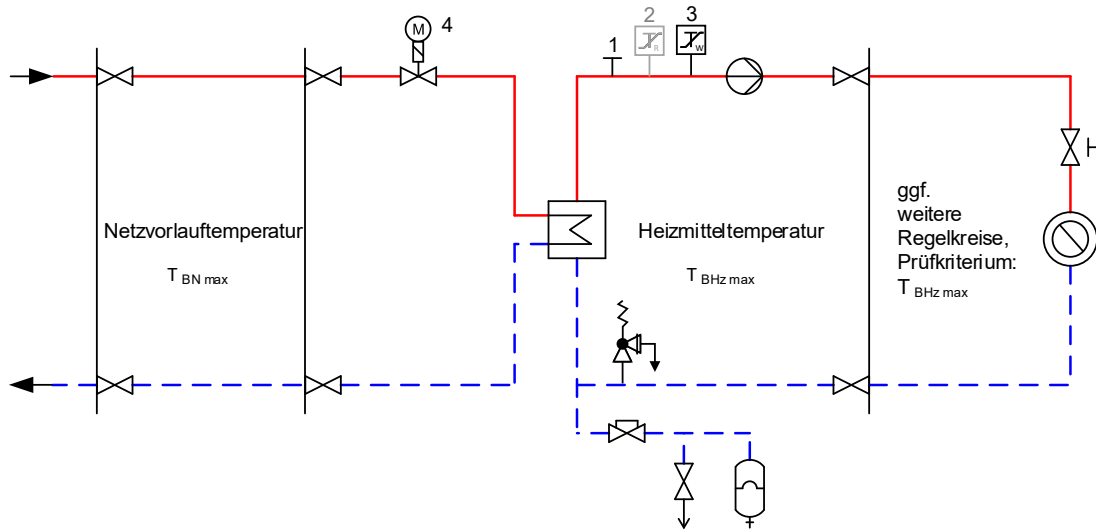 M 4
1 2 3
R
W
Netzvorlauftemperatur
T BN max
Heizmitteltemperatur
T BHz max
ggf.
weitere
Regelkreise,
Prüfkriterium:
T BHz max